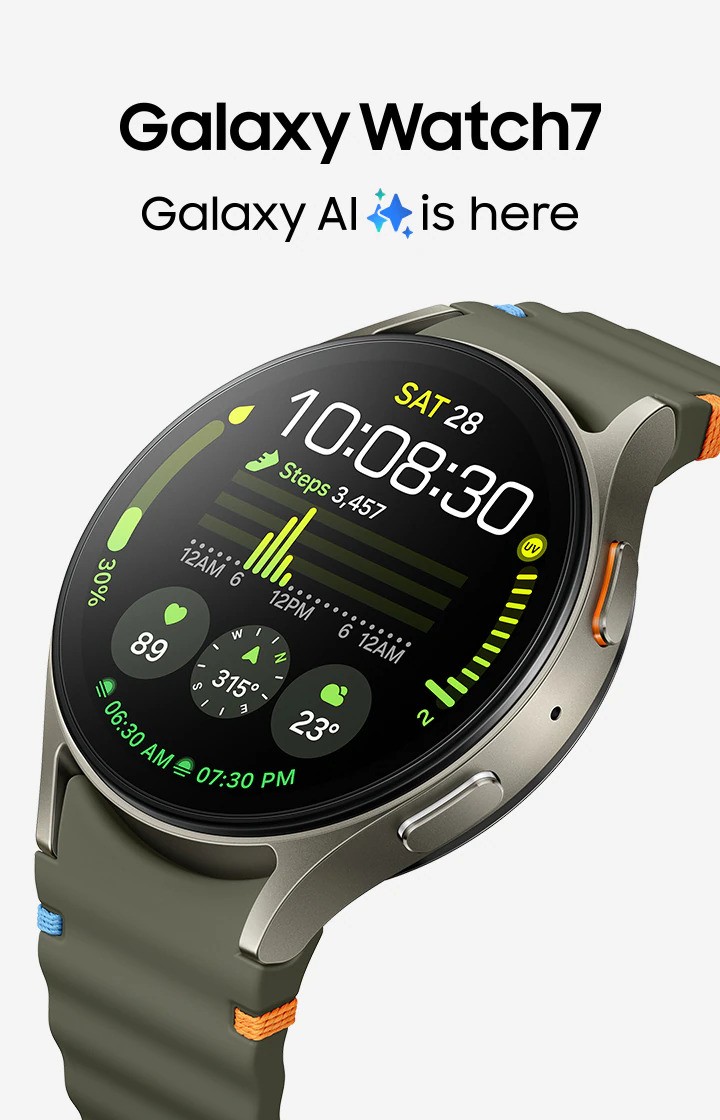 Galaxy Watch7
Galaxy AI is here
SAT 28
10:08:30
Steps 3,457
12AM 6 12PM 6 12AM
30%
UV
2
89
W N E S
315°
23°
06:30 AM 07:30 PM